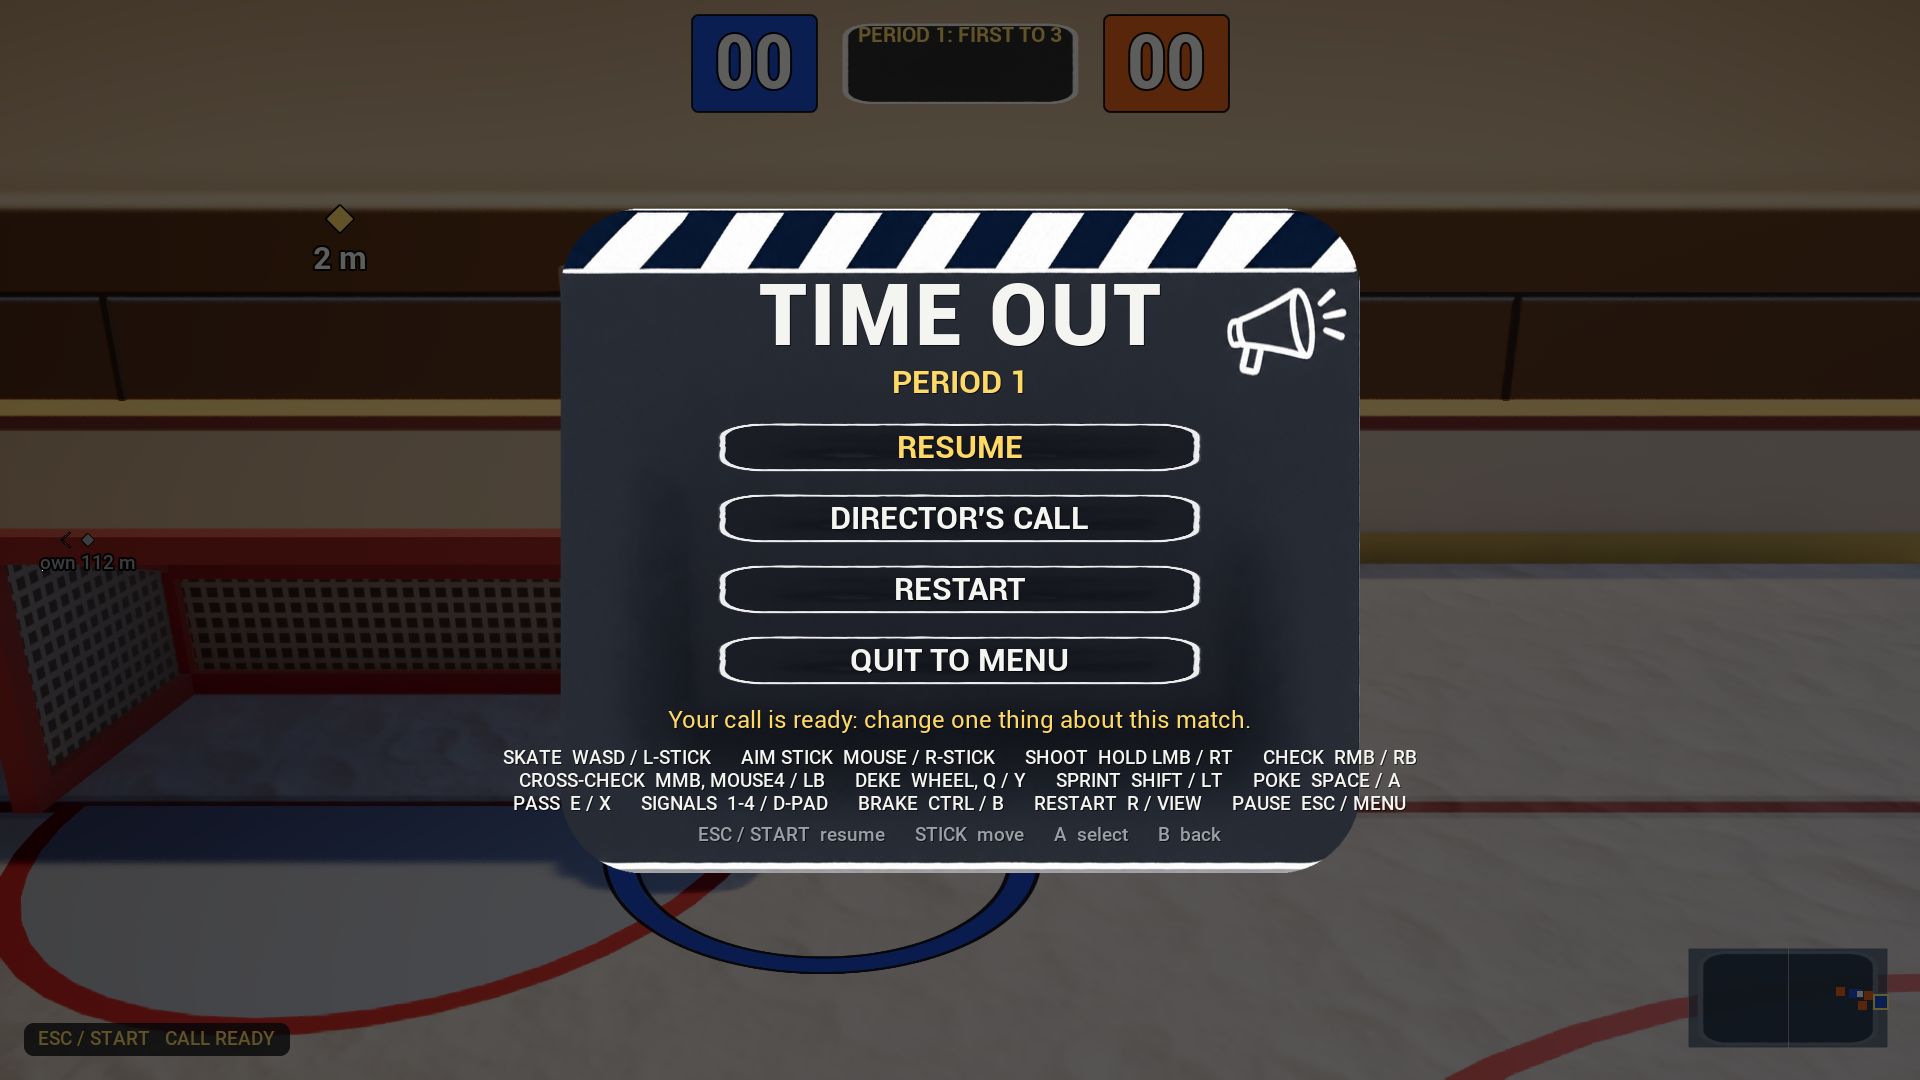 00 PERIOD 1: FIRST TO 3 00
2 m
TIME OUT
PERIOD 1
RESUME
DIRECTOR'S CALL
own 112 m
RESTART
QUIT TO MENU
Your call is ready: change one thing about this match.
SKATE WASD / L-STICK AIM STICK MOUSE / R-STICK SHOOT HOLD LMB / RT CHECK RMB / RB
CROSS-CHECK MMB, MOUSE4 / LB DEKE WHEEL, Q / Y SPRINT SHIFT / LT POKE SPACE / A
PASS E / X SIGNALS 1-4 / D-PAD BRAKE CTRL / B RESTART R / VIEW PAUSE ESC / MENU
ESC / START resume STICK move A select B back
ESC / START CALL READY